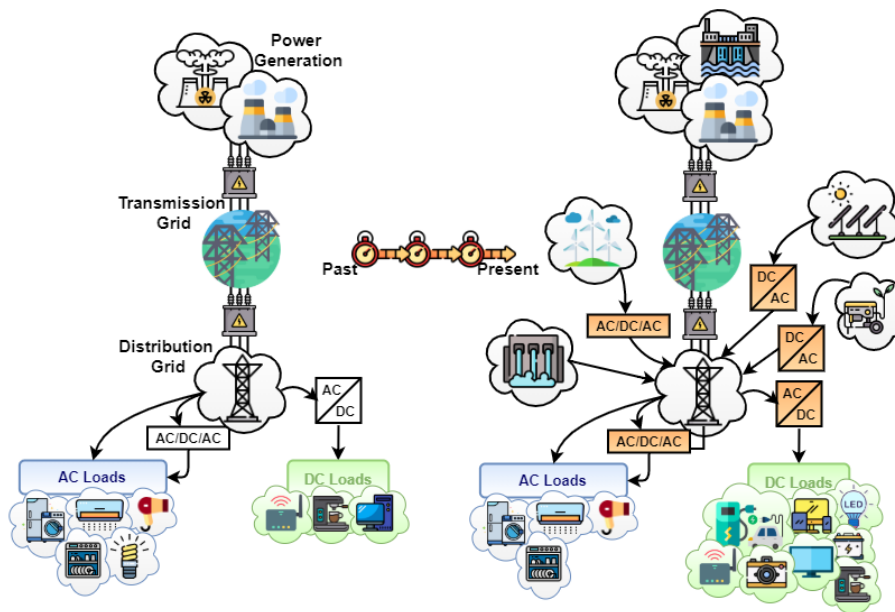 Power
Generation
Transmission
Grid
Past
Present
DC
AC
AC/DC/AC
DC
AC
Distribution
Grid
AC
DC
AC
DC
AC/DC/AC
AC/DC/AC
AC Loads
DC Loads
AC Loads
DC Loads
LED